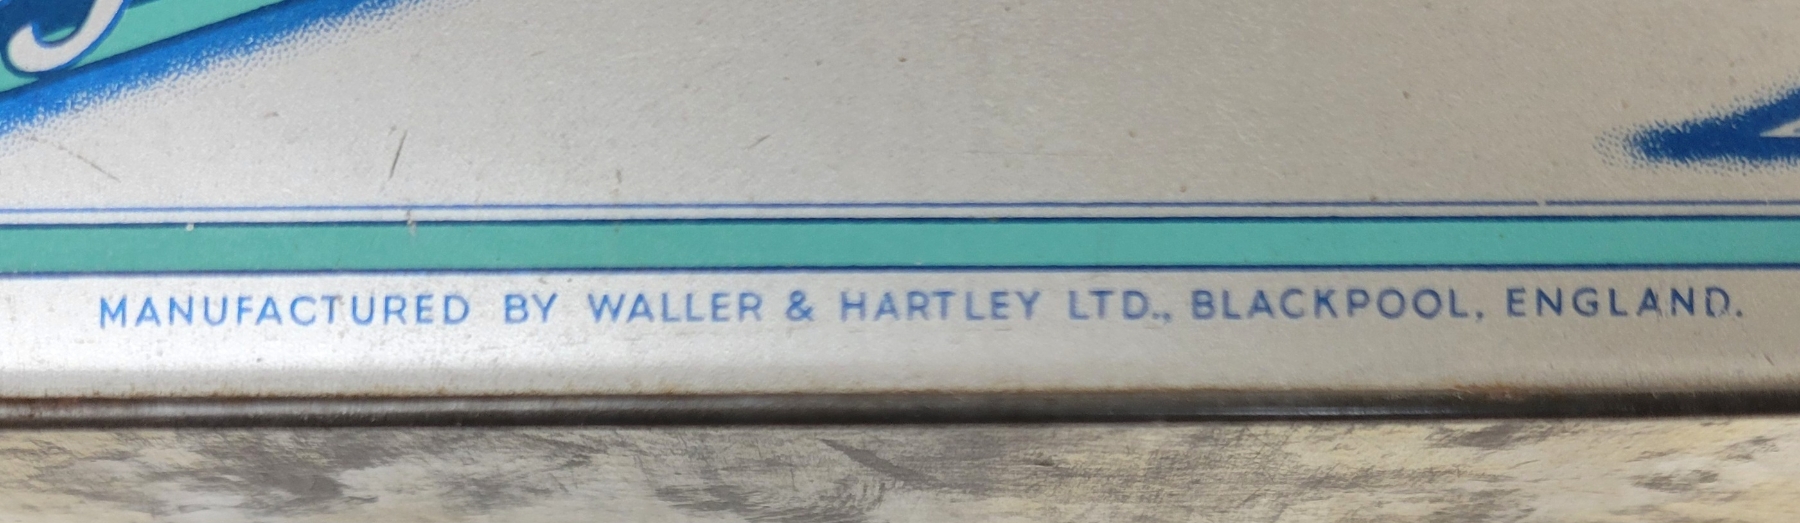 MANUFACTURED BY WALLER & HARTLEY LTD., BLACKPOOL, ENGLAND.